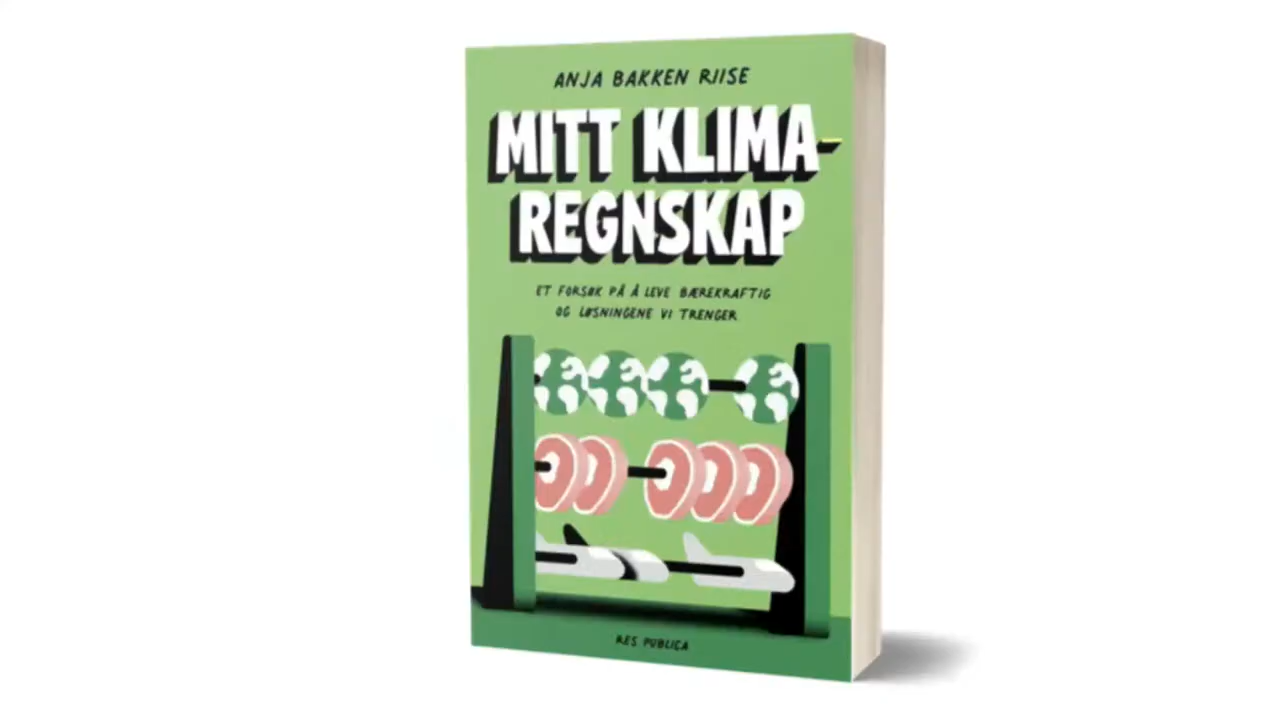 ANJA BAKKEN RIISE
MITT KLIMA-
REGNSKAP
ET FORSØK PÅ Å LEVE BÆREKRAFTIG
OG LØSNINGENE VI TRENGER
RES PUBLICA